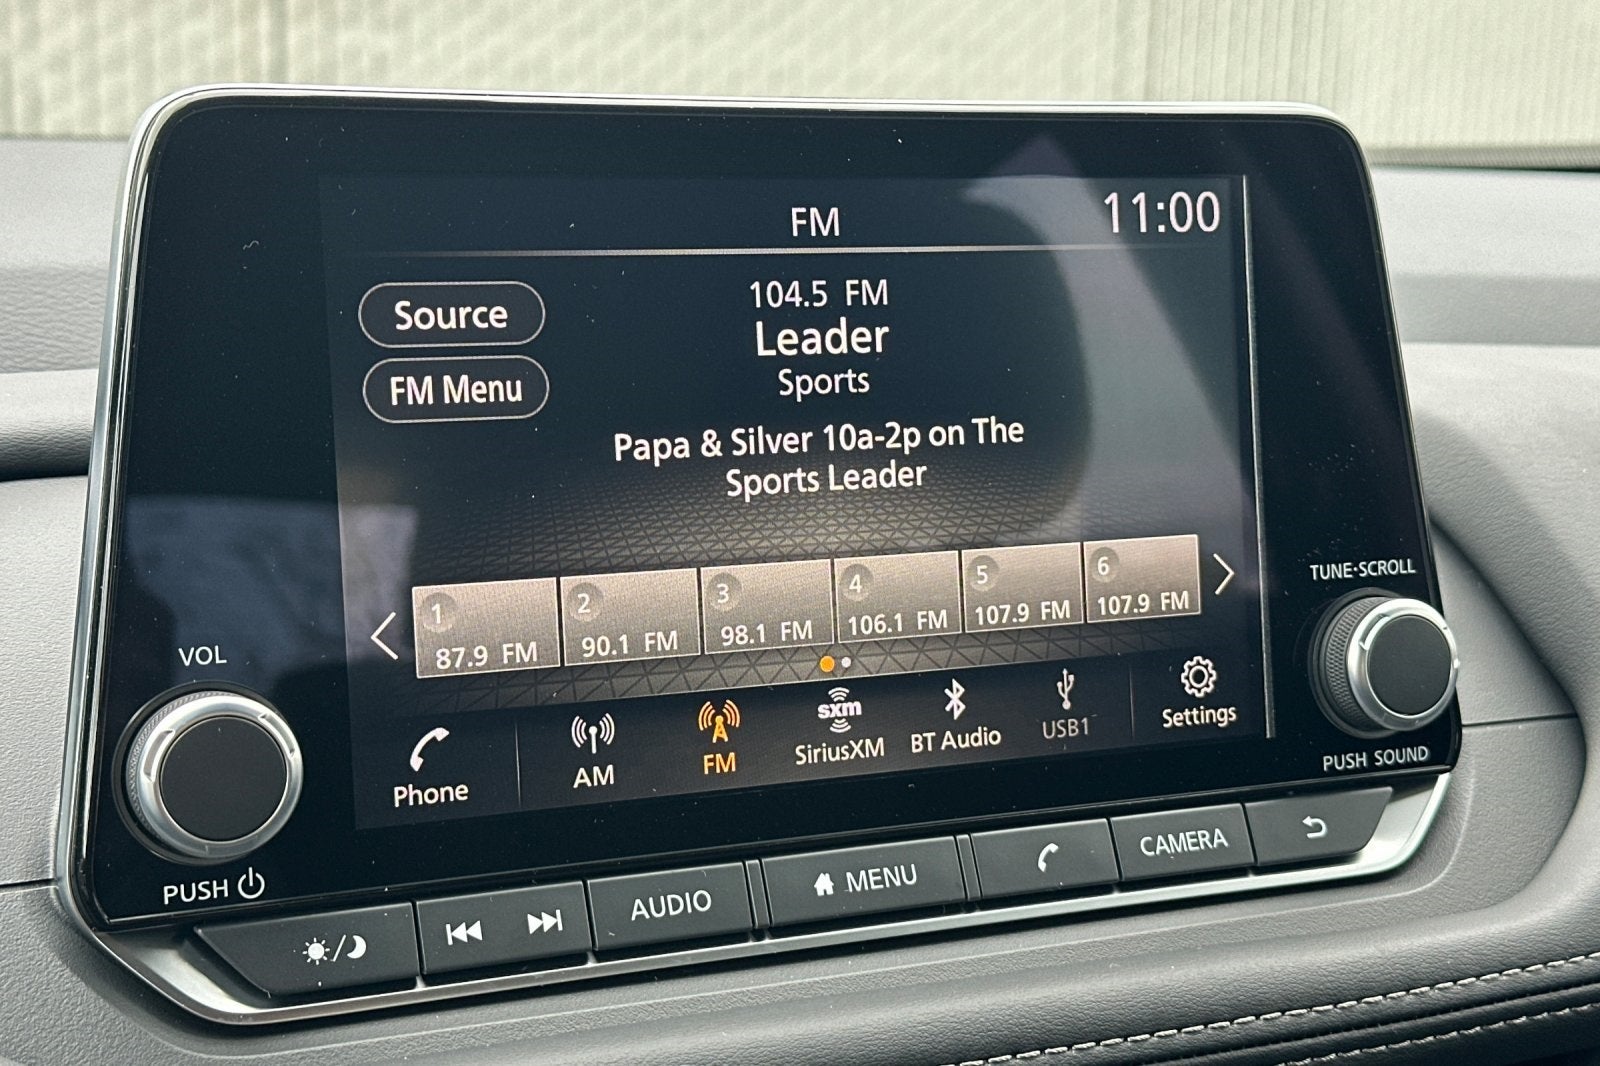 FM
11:00
Source
FM Menu
104.5 FM
Leader
Sports
Papa & Silver 10a-2p on The
Sports Leader
1
87.9 FM
2
90.1 FM
3
98.1 FM
4
106.1 FM
5
107.9 FM
6
107.9 FM
Phone
AM
FM
sxm
SiriusXM
BT Audio
USB1
Settings
VOL
PUSH
TUNE·SCROLL
PUSH SOUND
AUDIO
MENU
CAMERA